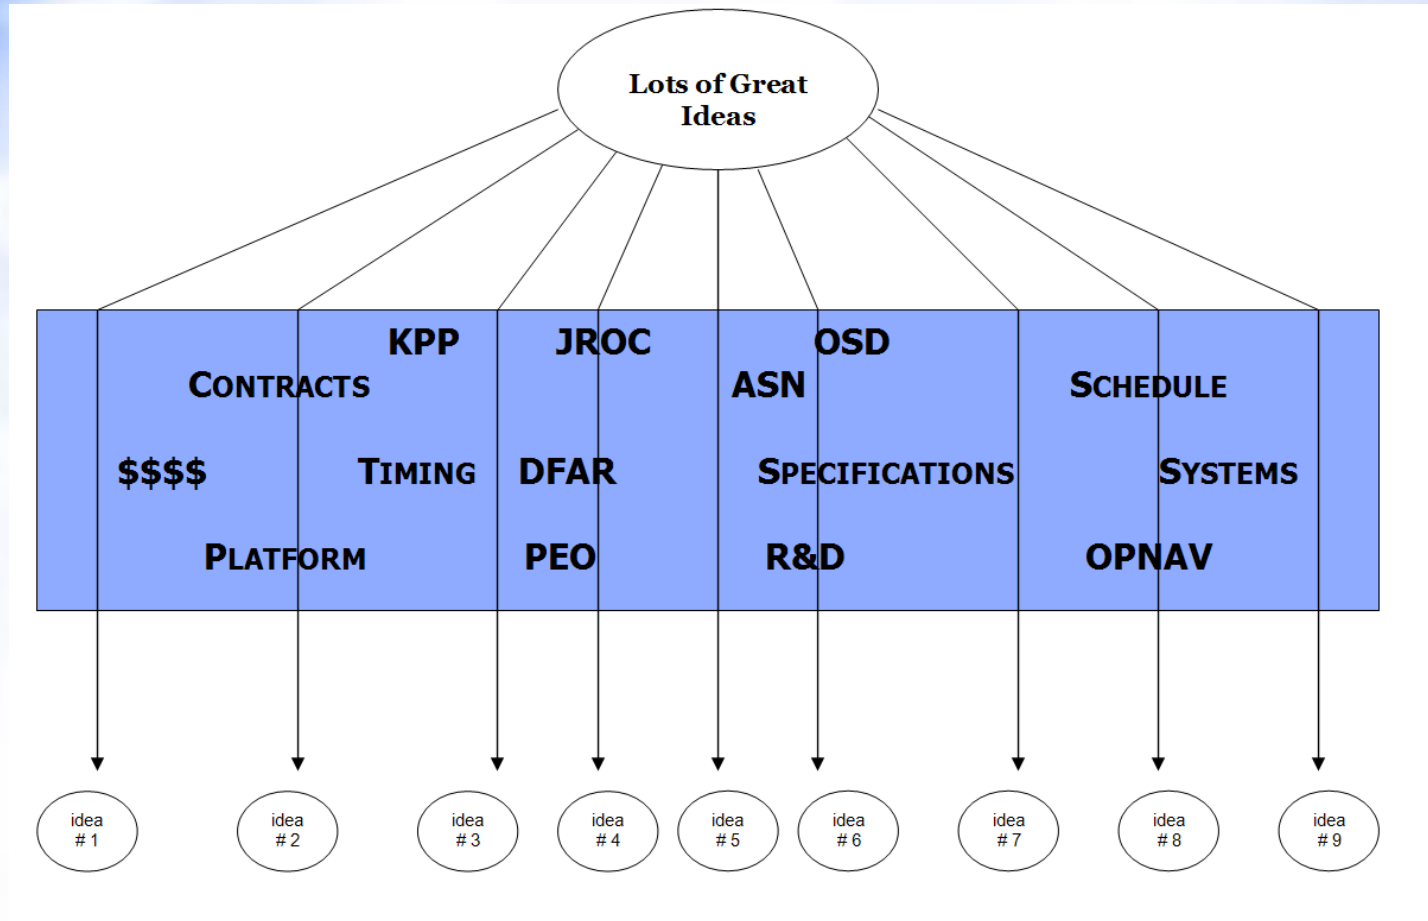 Lots of Great
Ideas
KPP JROC OSD
CONTRACTS ASN SCHEDULE
$$$$ TIMING DFAR SPECIFICATIONS SYSTEMS
PLATFORM PEO R&D OPNAV
idea idea idea idea idea idea idea idea idea
# 1 # 2 # 3 # 4 # 5 # 6 # 7 # 8 # 9